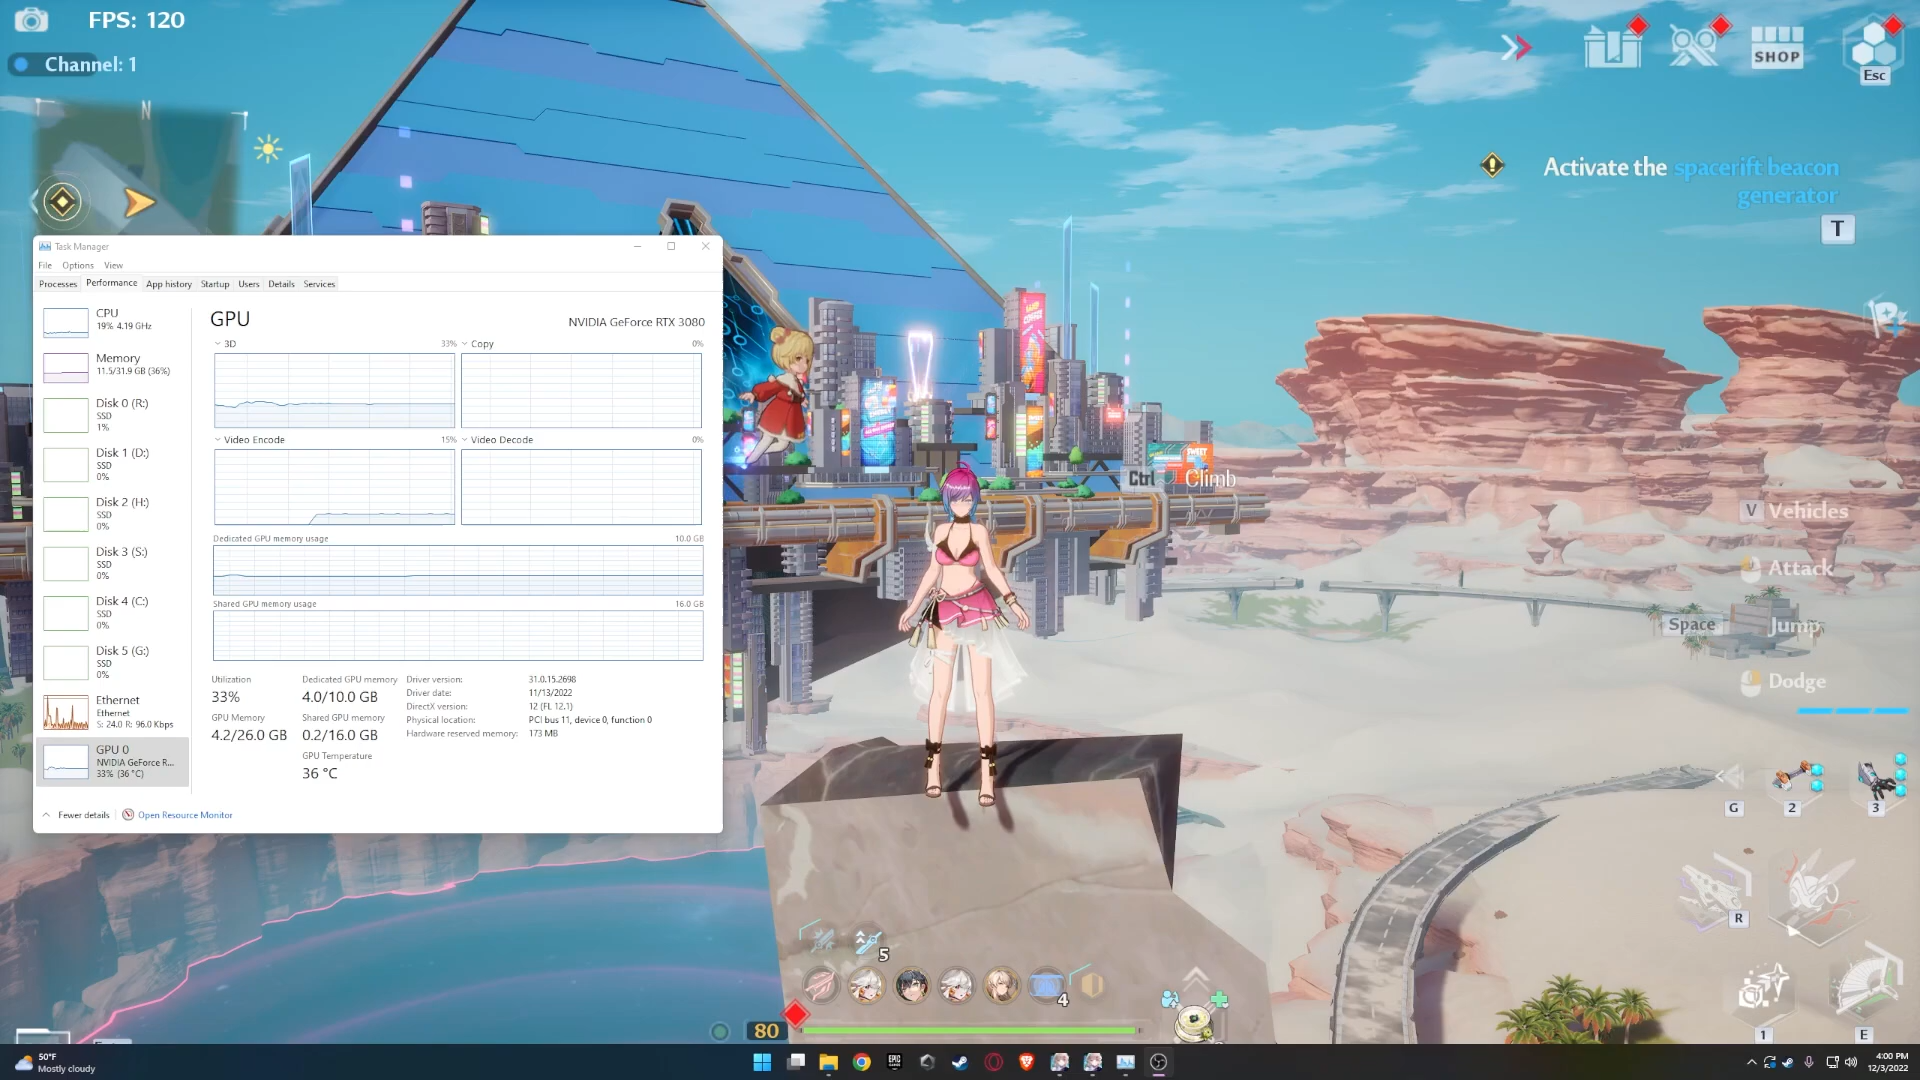 FPS: 120
Channel: 1
N
SHOP
Esc
Activate the spacerift beacon
generator
T
Task Manager
File Options View
Processes Performance App history Startup Users Details Services
CPU
19% 4.19 GHz
Memory
11.5/31.9 GB (36%)
Disk 0 (R:)
SSD
1%
Disk 1 (D:)
SSD
0%
Disk 2 (H:)
SSD
0%
Disk 3 (S:)
SSD
0%
Disk 4 (C:)
SSD
0%
Disk 5 (G:)
SSD
0%
Ethernet
Ethernet
S: 24.0 R: 96.0 Kbps
GPU 0
NVIDIA GeForce R...
33% (36 °C)
GPU
NVIDIA GeForce RTX 3080
3D 33%
Copy 0%
Video Encode 15%
Video Decode 0%
Dedicated GPU memory usage 10.0 GB
Shared GPU memory usage 16.0 GB
Utilization
33%
Dedicated GPU memory
4.0/10.0 GB
GPU Memory
4.2/26.0 GB
Shared GPU memory
0.2/16.0 GB
GPU Temperature
36 °C
Driver version: 31.0.15.2698
Driver date: 11/13/2022
DirectX version: 12 (FL 12.1)
Physical location: PCI bus 11, device 0, function 0
Hardware reserved memory: 173 MB
Fewer details
Open Resource Monitor
Ctrl Climb
V Vehicles
Attack
Space Jump
Dodge
G
2
3
R
1
E
5
4
80
50°F
Mostly cloudy
EPIC
4:00 PM
12/3/2022